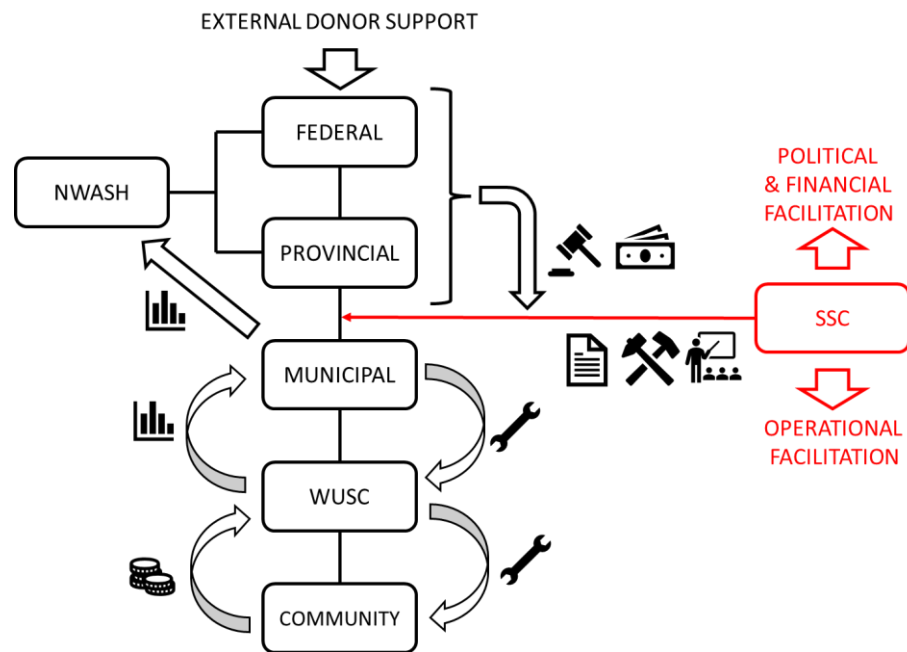 EXTERNAL DONOR SUPPORT
FEDERAL
NWASH
PROVINCIAL
POLITICAL
& FINANCIAL
FACILITATION
SSC
MUNICIPAL
OPERATIONAL
FACILITATION
WUSC
COMMUNITY